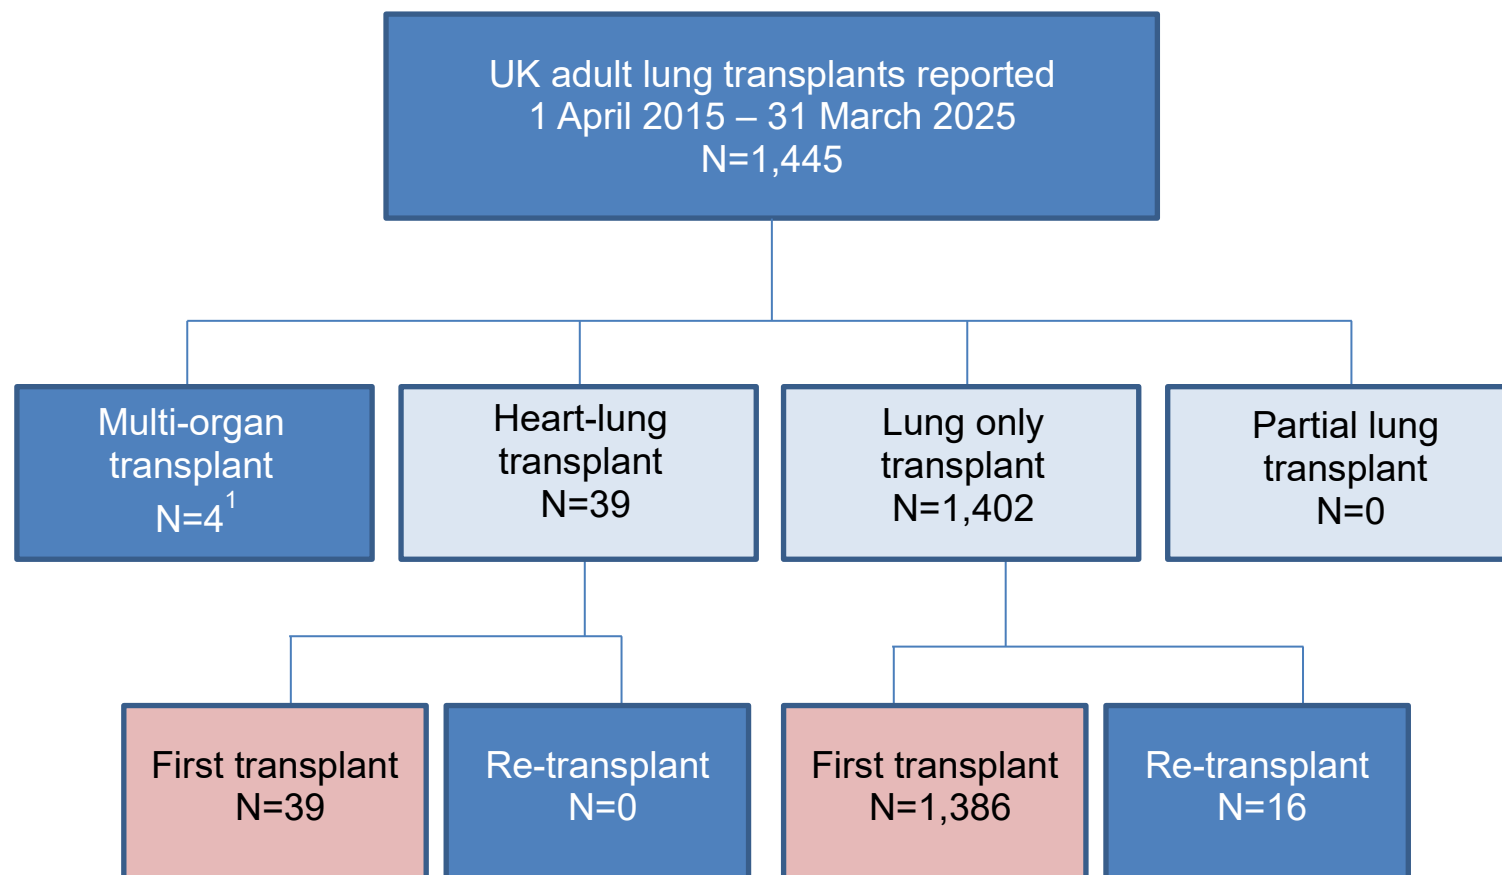 UK adult lung transplants reported
1 April 2015 – 31 March 2025
N=1,445
Multi-organ
transplant
N=4¹
Heart-lung
transplant
N=39
Lung only
transplant
N=1,402
Partial lung
transplant
N=0
First transplant
N=39
Re-transplant
N=0
First transplant
N=1,386
Re-transplant
N=16